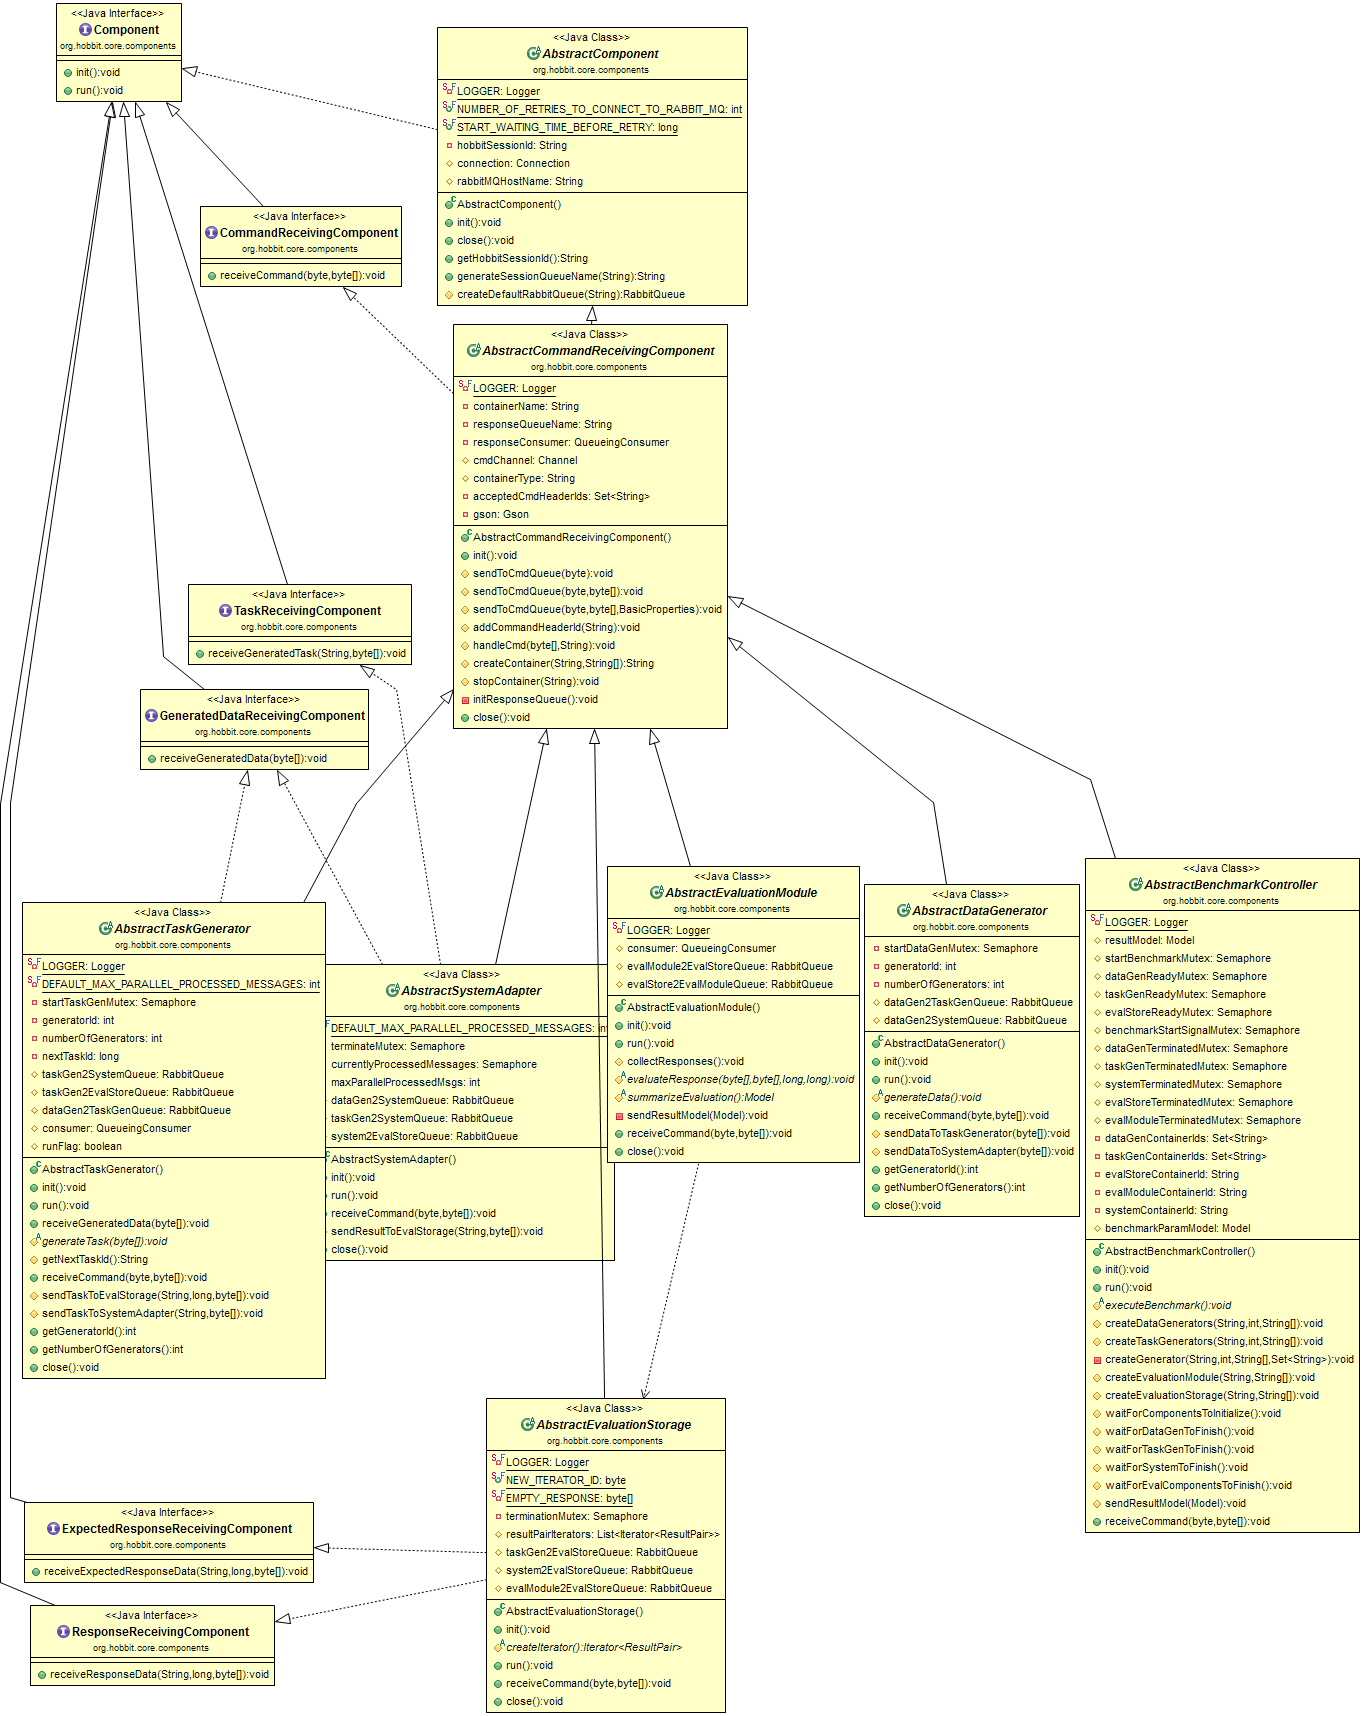 <<Java Interface>>
Component
org.hobbit.core.components
init():void
run():void
<<Java Class>>
AbstractComponent
org.hobbit.core.components
LOGGER: Logger
NUMBER_OF_RETRIES_TO_CONNECT_TO_RABBIT_MQ: int
START_WAITING_TIME_BEFORE_RETRY: long
hobbitSessionId: String
connection: Connection
rabbitMQHostName: String
AbstractComponent()
init():void
close():void
getHobbitSessionId():String
generateSessionQueueName(String):String
createDefaultRabbitQueue(String):RabbitQueue
<<Java Interface>>
CommandReceivingComponent
org.hobbit.core.components
receiveCommand(byte,byte[]):void
<<Java Class>>
AbstractCommandReceivingComponent
org.hobbit.core.components
LOGGER: Logger
containerName: String
responseQueueName: String
responseConsumer: QueueingConsumer
cmdChannel: Channel
containerType: String
acceptedCmdHeaderIds: Set<String>
gson: Gson
AbstractCommandReceivingComponent()
init():void
sendToCmdQueue(byte):void
sendToCmdQueue(byte,byte[]):void
sendToCmdQueue(byte,byte[],BasicProperties):void
addCommandHeaderId(String):void
handleCmd(byte[],String):void
createContainer(String,String[]):String
stopContainer(String):void
initResponseQueue():void
close():void
<<Java Interface>>
TaskReceivingComponent
org.hobbit.core.components
receiveGeneratedTask(String,byte[]):void
<<Java Interface>>
GeneratedDataReceivingComponent
org.hobbit.core.components
receiveGeneratedData(byte[]):void
<<Java Class>>
AbstractTaskGenerator
org.hobbit.core.components
LOGGER: Logger
DEFAULT_MAX_PARALLEL_PROCESSED_MESSAGES: int
startTaskGenMutex: Semaphore
generatorId: int
numberOfGenerators: int
nextTaskId: long
taskGen2SystemQueue: RabbitQueue
taskGen2EvalStoreQueue: RabbitQueue
dataGen2TaskGenQueue: RabbitQueue
consumer: QueueingConsumer
runFlag: boolean
AbstractTaskGenerator()
init():void
run():void
receiveGeneratedData(byte[]):void
generateTask(byte[]):void
getNextTaskId():String
receiveCommand(byte,byte[]):void
sendTaskToEvalStorage(String,long,byte[]):void
sendTaskToSystemAdapter(String,byte[]):void
getGeneratorId():int
getNumberOfGenerators():int
close():void
<<Java Class>>
AbstractSystemAdapter
org.hobbit.core.components
DEFAULT_MAX_PARALLEL_PROCESSED_MESSAGES: int
terminateMutex: Semaphore
currentlyProcessedMessages: Semaphore
maxParallelProcessedMsgs: int
dataGen2SystemQueue: RabbitQueue
taskGen2SystemQueue: RabbitQueue
system2EvalStoreQueue: RabbitQueue
AbstractSystemAdapter()
init():void
run():void
receiveCommand(byte,byte[]):void
sendResultToEvalStorage(String,byte[]):void
close():void
<<Java Class>>
AbstractEvaluationModule
org.hobbit.core.components
LOGGER: Logger
consumer: QueueingConsumer
evalModule2EvalStoreQueue: RabbitQueue
evalStore2EvalModuleQueue: RabbitQueue
AbstractEvaluationModule()
init():void
run():void
collectResponses():void
evaluateResponse(byte[],byte[],long,long):void
summarizeEvaluation():Model
sendResultModel(Model):void
receiveCommand(byte,byte[]):void
close():void
<<Java Class>>
AbstractDataGenerator
org.hobbit.core.components
startDataGenMutex: Semaphore
generatorId: int
numberOfGenerators: int
dataGen2TaskGenQueue: RabbitQueue
dataGen2SystemQueue: RabbitQueue
AbstractDataGenerator()
init():void
run():void
generateData():void
receiveCommand(byte,byte[]):void
sendDataToTaskGenerator(byte[]):void
sendDataToSystemAdapter(byte[]):void
getGeneratorId():int
getNumberOfGenerators():int
close():void
<<Java Class>>
AbstractBenchmarkController
org.hobbit.core.components
LOGGER: Logger
resultModel: Model
startBenchmarkMutex: Semaphore
dataGenReadyMutex: Semaphore
taskGenReadyMutex: Semaphore
evalStoreReadyMutex: Semaphore
benchmarkStartSignalMutex: Semaphore
dataGenTerminatedMutex: Semaphore
taskGenTerminatedMutex: Semaphore
systemTerminatedMutex: Semaphore
evalStoreTerminatedMutex: Semaphore
evalModuleTerminatedMutex: Semaphore
dataGenContainerIds: Set<String>
taskGenContainerIds: Set<String>
evalStoreContainerId: String
evalModuleContainerId: String
systemContainerId: String
benchmarkParamModel: Model
AbstractBenchmarkController()
init():void
run():void
executeBenchmark():void
createDataGenerators(String,int,String[]):void
createTaskGenerators(String,int,String[]):void
createGenerator(String,int,String[],Set<String>):void
createEvaluationModule(String,String[]):void
createEvaluationStorage(String,String[]):void
waitForComponentsToInitialize():void
waitForDataGenToFinish():void
waitForTaskGenToFinish():void
waitForSystemToFinish():void
waitForEvalComponentsToFinish():void
sendResultModel(Model):void
receiveCommand(byte,byte[]):void
<<Java Class>>
AbstractEvaluationStorage
org.hobbit.core.components
LOGGER: Logger
NEW_ITERATOR_ID: byte
EMPTY_RESPONSE: byte[]
terminationMutex: Semaphore
resultPairIterators: List<Iterator<ResultPair>>
taskGen2EvalStoreQueue: RabbitQueue
system2EvalStoreQueue: RabbitQueue
evalModule2EvalStoreQueue: RabbitQueue
AbstractEvaluationStorage()
init():void
createIterator():Iterator<ResultPair>
run():void
receiveCommand(byte,byte[]):void
close():void
<<Java Interface>>
ExpectedResponseReceivingComponent
org.hobbit.core.components
receiveExpectedResponseData(String,long,byte[]):void
<<Java Interface>>
ResponseReceivingComponent
org.hobbit.core.components
receiveResponseData(String,long,byte[]):void